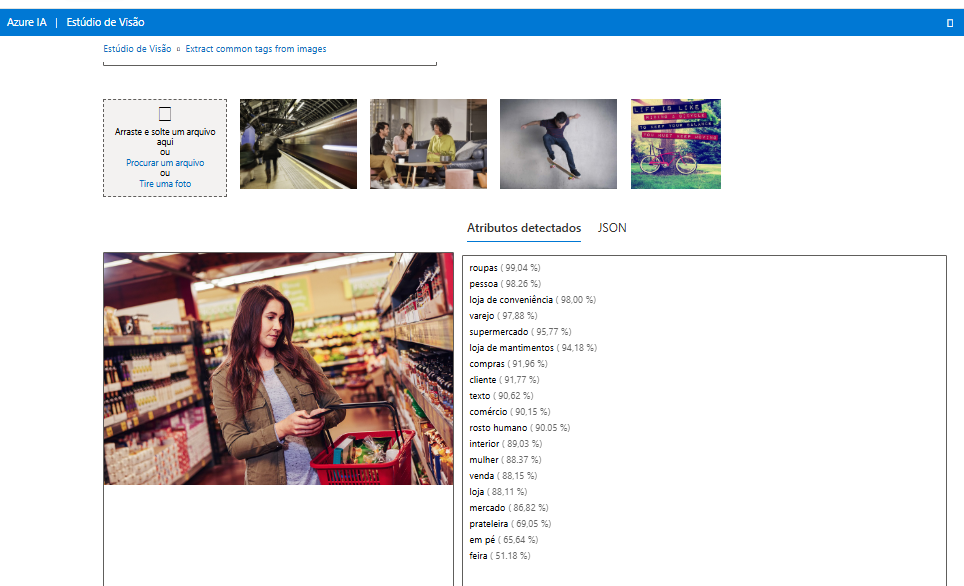 Azure IA | Estúdio de Visão
Estúdio de Visão Extract common tags from images
Arraste e solte um arquivo
aqui
ou
Procurar um arquivo
ou
Tire uma foto
LIFE IS LIKE
RIDING A BICYCLE
TO KEEP YOUR BALANCE
YOU MUST KEEP MOVING
Atributos detectados JSON
roupas ( 99,04 %)
pessoa ( 98.26 %)
loja de conveniência ( 98,00 %)
varejo ( 97,88 %)
supermercado ( 95,77 %)
loja de mantimentos ( 94,18 %)
compras ( 91,96 %)
cliente ( 91,77 %)
texto ( 90,62 %)
comércio ( 90,15 %)
rosto humano ( 90.05 %)
interior ( 89,03 %)
mulher ( 88.37 %)
venda ( 88,15 %)
loja ( 88,11 %)
mercado ( 86,82 %)
prateleira ( 69,05 %)
em pé ( 65,64 %)
feira ( 51.18 %)